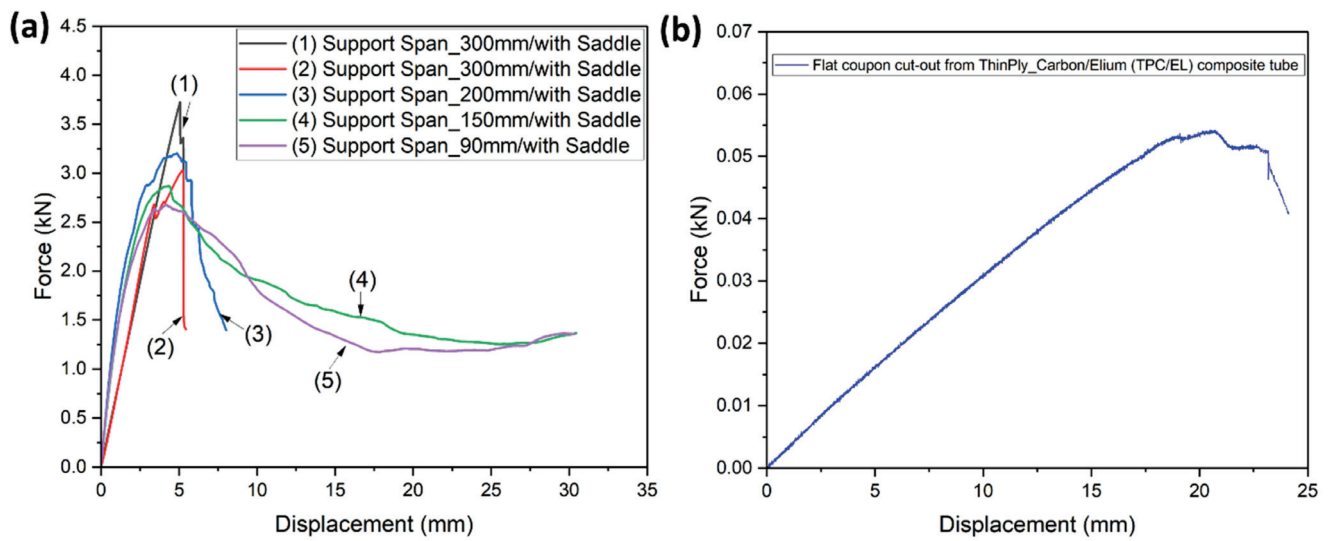 (a)
4.5
4.0
3.5
3.0
2.5
2.0
1.5
1.0
0.5
0.0
Force (kN)
(1) Support Span_300mm/with Saddle
(2) Support Span_300mm/with Saddle
(3) Support Span_200mm/with Saddle
(4) Support Span_150mm/with Saddle
(5) Support Span_90mm/with Saddle
(1)
(2)
(3)
(4)
(5)
0 5 10 15 20 25 30 35
Displacement (mm)
(b)
0.07
0.06
0.05
0.04
0.03
0.02
0.01
0.00
Force (kN)
Flat coupon cut-out from ThinPly_Carbon/Elium (TPC/EL) composite tube
0 5 10 15 20 25
Displacement (mm)